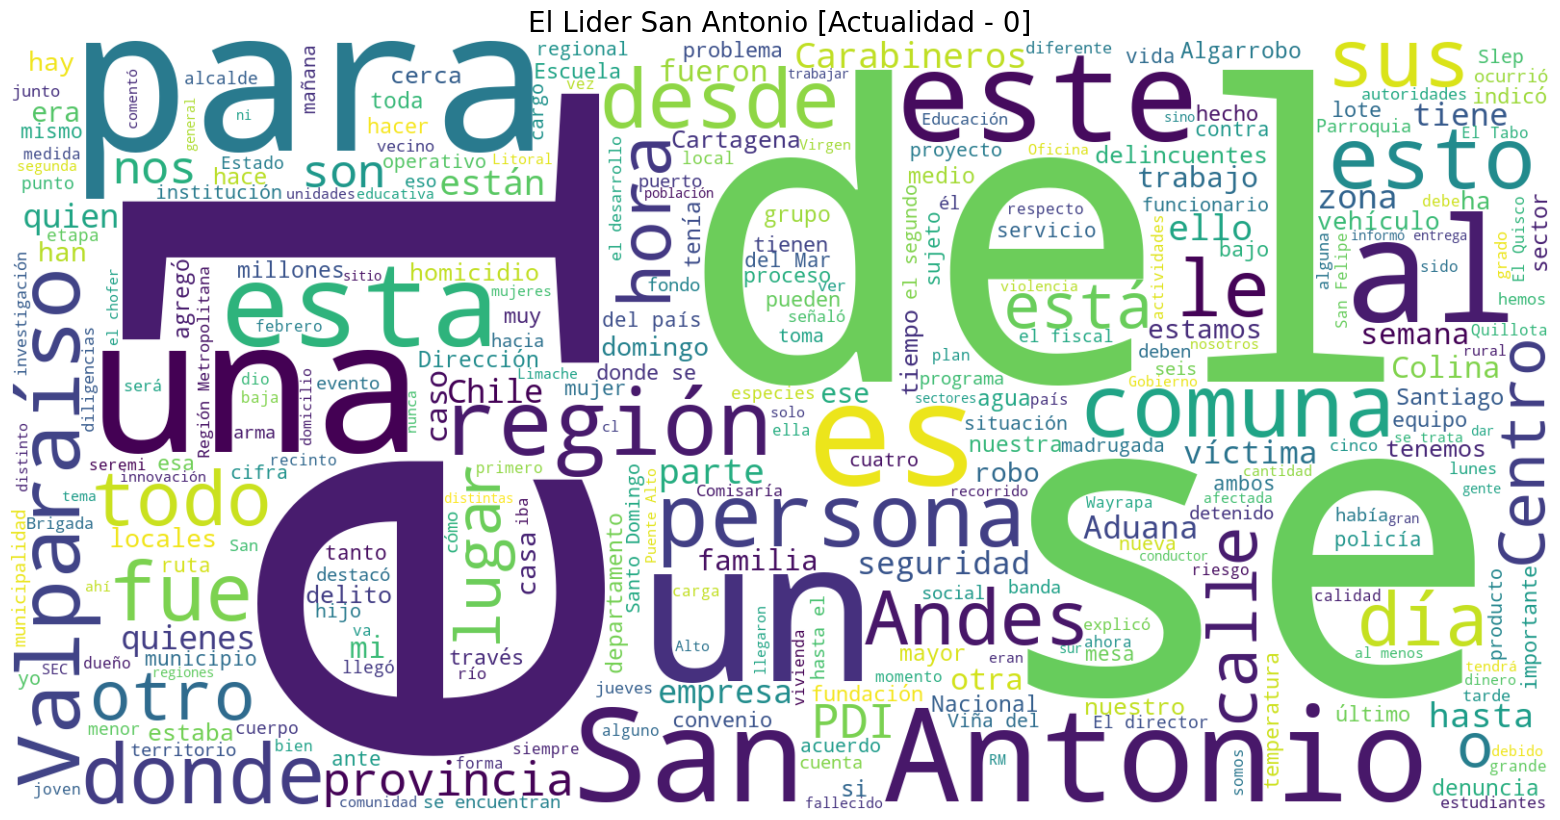 El Lider San Antonio [Actualidad - 0]
para
T
e
del
se
este
sus
esto
desde
al
una
un
es
esta
San Antonio
Valparaíso
persona
región
comuna
donde
otro
fue
todo
lugar
hora
le
está
Andes
calle
Centro
día
provincia
o
PDI
hasta
nos
son
están
quien
Carabineros
fueron
Cartagena
hay
alcalde
cerca
mañana
regional
Escuela
vez
problema
trabajar
diferente
vida
Algarrobo
Slep
ocurrió
autoridades
indicó
junto
comentó
general
ni
toda
cargo
era
mismo
hacer
vecino
medida
segunda
punto
Estado
hace
operativo
Litoral
eso
institución
unidades
educativa
Educación
sino
hecho
contra
lote
tiene
Parroquia
El Tabo
local
Virgen
proyecto
Oficina
delincuentes
medio
trabajo
puerto
población
él
respecto
funcionario
zona
debe
ha
vehículo
etapa
han
el desarrollo
tenía
grupo
tienen
del Mar
proceso
servicio
sujeto
ello
bajo
alguna
informó
entrega
sector
El Quisco
San Felipe
grado
sido
hemos
investigación
diligencias
el chofer
agregó
Región Metropolitana
millones
sitio
homicidio
mujeres
fondo
ver
pueden
señaló
toma
tiempo
el segundo
violencia
actividades
el fiscal
estamos
semana
Quillota
rural
febrero
muy
hacia
del país
domingo
donde se
plan
deben
seis
nosotros
Gobierno
Colina
será
dio
baja
evento
Dirección
Limache
Chile
mujer
especies
ese
programa
sectores
agua
país
Santiago
equipo
domicilio
nunca
arma
caso
solo
cl
ella
situación
nuestra
madrugada
cinco
se trata
dar
distinto
seremi
innovación
esa
recinto
cifra
primero
parte
cuatro
robo
víctima
tenemos
lunes
gente
tema
Brigada
locales
San
distintas
cómo
iba
casa
Santo Domingo
Puente Alto
Comisaría
recorrido
Wayrapa
Aduana
nueva
conductor
ambos
cantidad
afectada
detenido
riesgo
había
gran
policía
municipalidad
ahí
ruta
tanto
destacó
delito
hijo
va
mi
llegó
familia
seguridad
carga
social
banda
calidad
producto
importante
quienes
SEC
dueño
municipio
yo
regiones
través
río
departamento
Alto
llegaron
vivienda
hasta el
mayor
eran
momento
explicó
ahora
sur
mesa
al menos
tendrá
dinero
tarde
jueves
empresa
fundación
otra
Nacional
nuestro
último
temperatura
menor
estaba
cuerpo
territorio
bien
ante
siempre
forma
alguno
convenio
Viña del
El director
acuerdo
cuenta
RM
somos
debido
grande
denuncia
joven
comunidad
se encuentran
fallecido
si
estudiantes